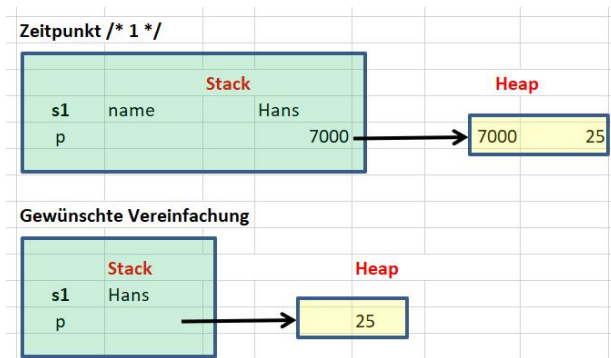 Zeitpunkt /* 1 */
Stack Heap
s1 name Hans
p 7000 7000 25
Gewünschte Vereinfachung
Stack Heap
s1 Hans
p 25